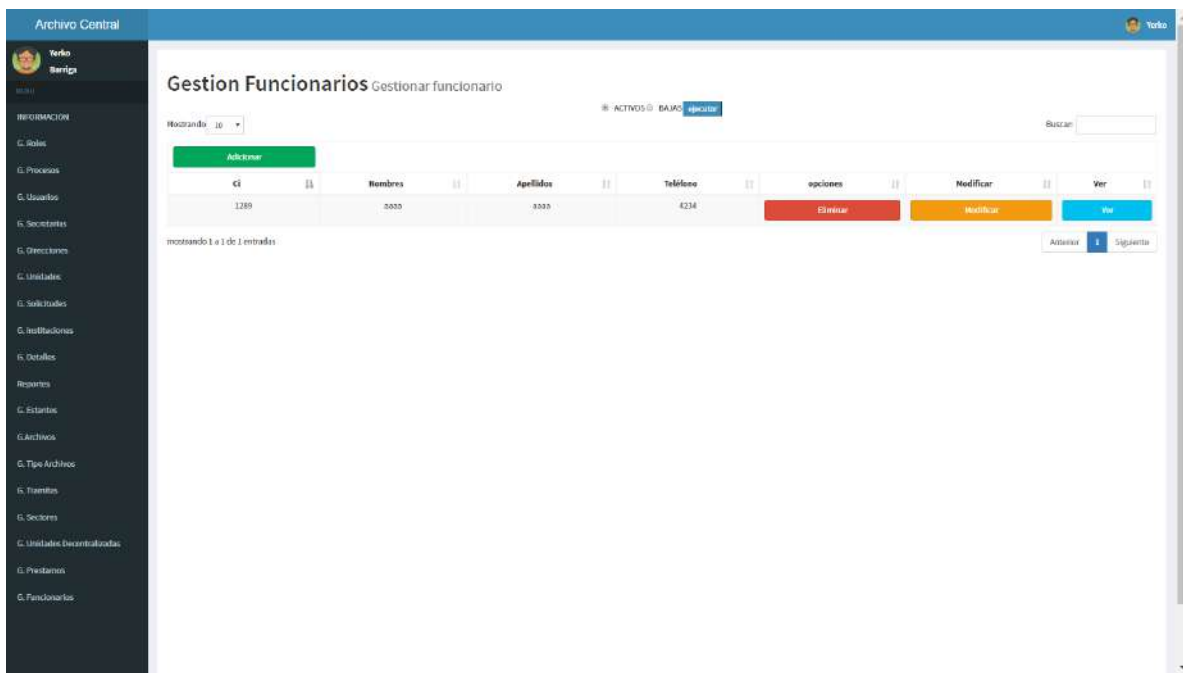 Archivo Central
Yerko
Yerko
Barriga
MENU
INFORMACION
G. Roles
G. Procesos
G. Usuarios
G. Secretarias
G. Direcciones
G. Unidades
G. Solicitudes
G. Instituciones
G. Detalles
Reportes
G. Estantes
G.Archivos
G. Tipo Archivos
G. Tramites
G. Sectores
G. Unidades Decentralizadas
G. Prestamos
G. Funcionarios
Gestion Funcionarios Gestionar funcionario
ACTIVOS BAJAS ejecutar
Mostrando 10
Buscar:
Adicionar
Ci Nombres Apellidos Teléfono opciones Modificar Ver
1289 aaaa aaaa 4234 Eliminar Modificar Ver
mostrando 1 a 1 de 1 entradas
Anterior 1 Siguiente